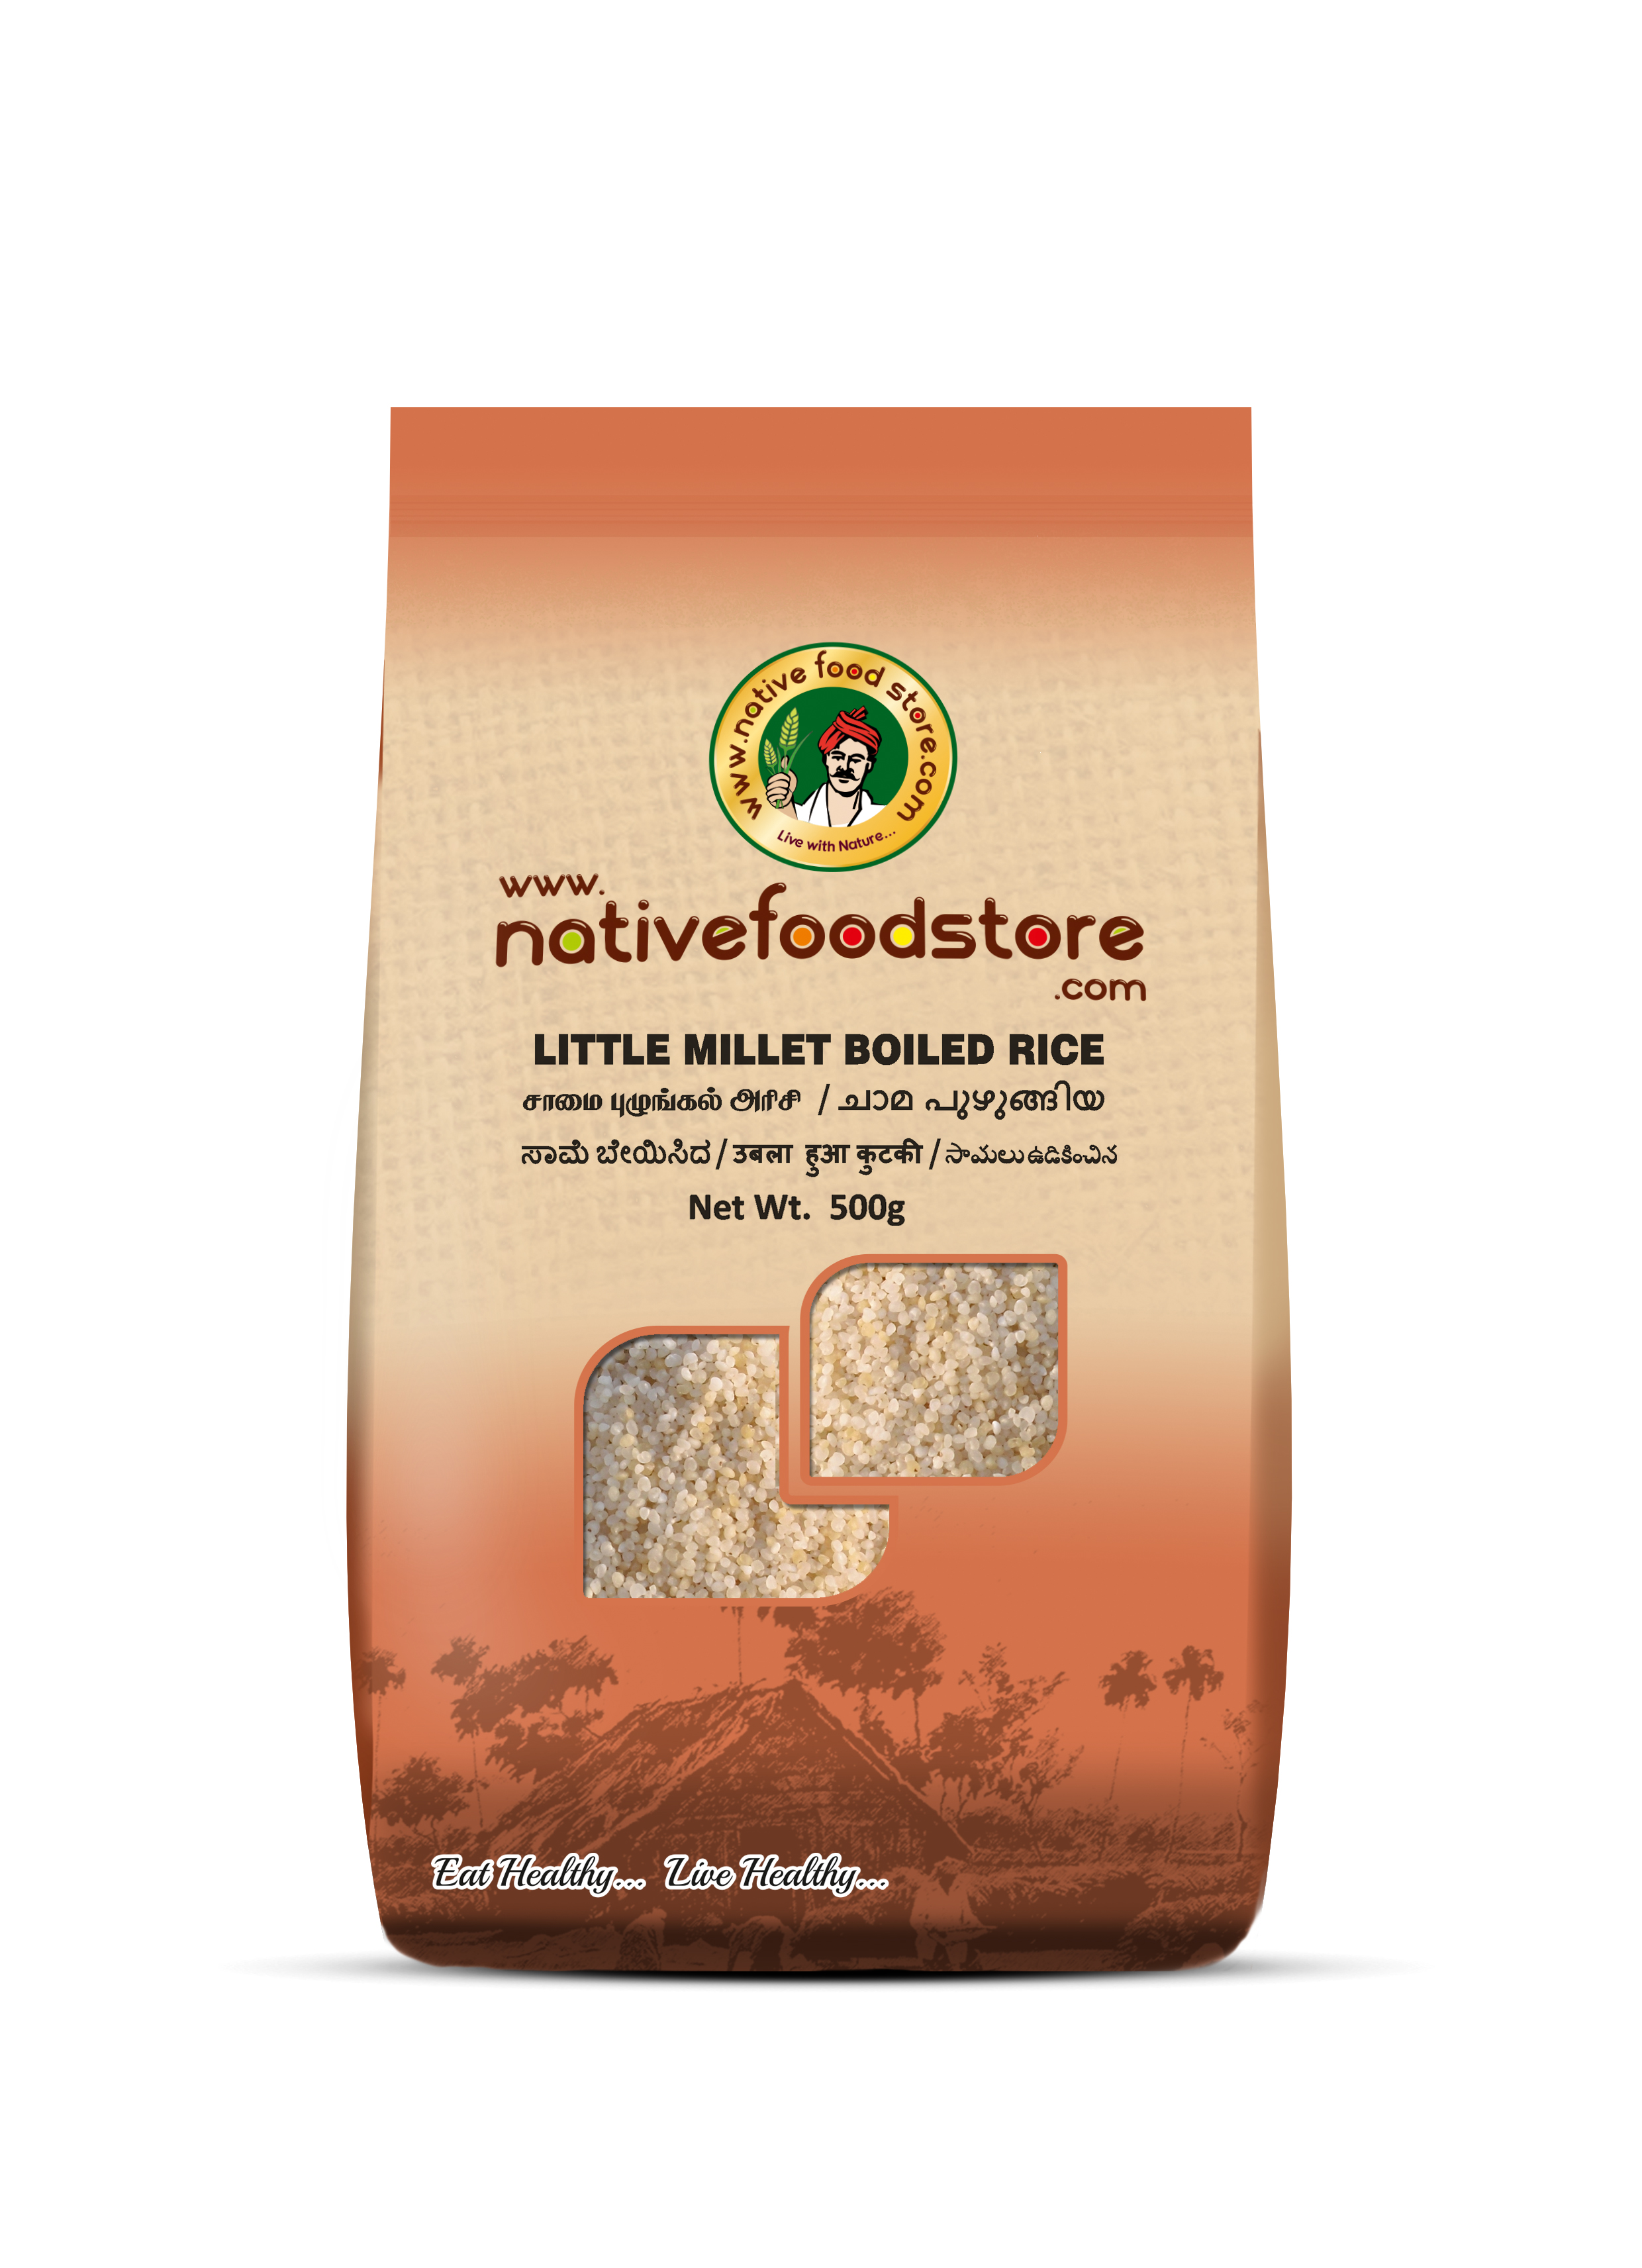 www.native food store.com
Live with Nature...
www.
nativefoodstore
.com
LITTLE MILLET BOILED RICE
சாமை புழுங்கல் அரிசி / ചാമ പുഴുങ്ങിയ
ಸಾಮೆ ಬೇಯಿಸಿದ / उबला हुआ कुटकी / సామలు ఉడికించిన
Net Wt. 500g
Eat Healthy... Live Healthy...